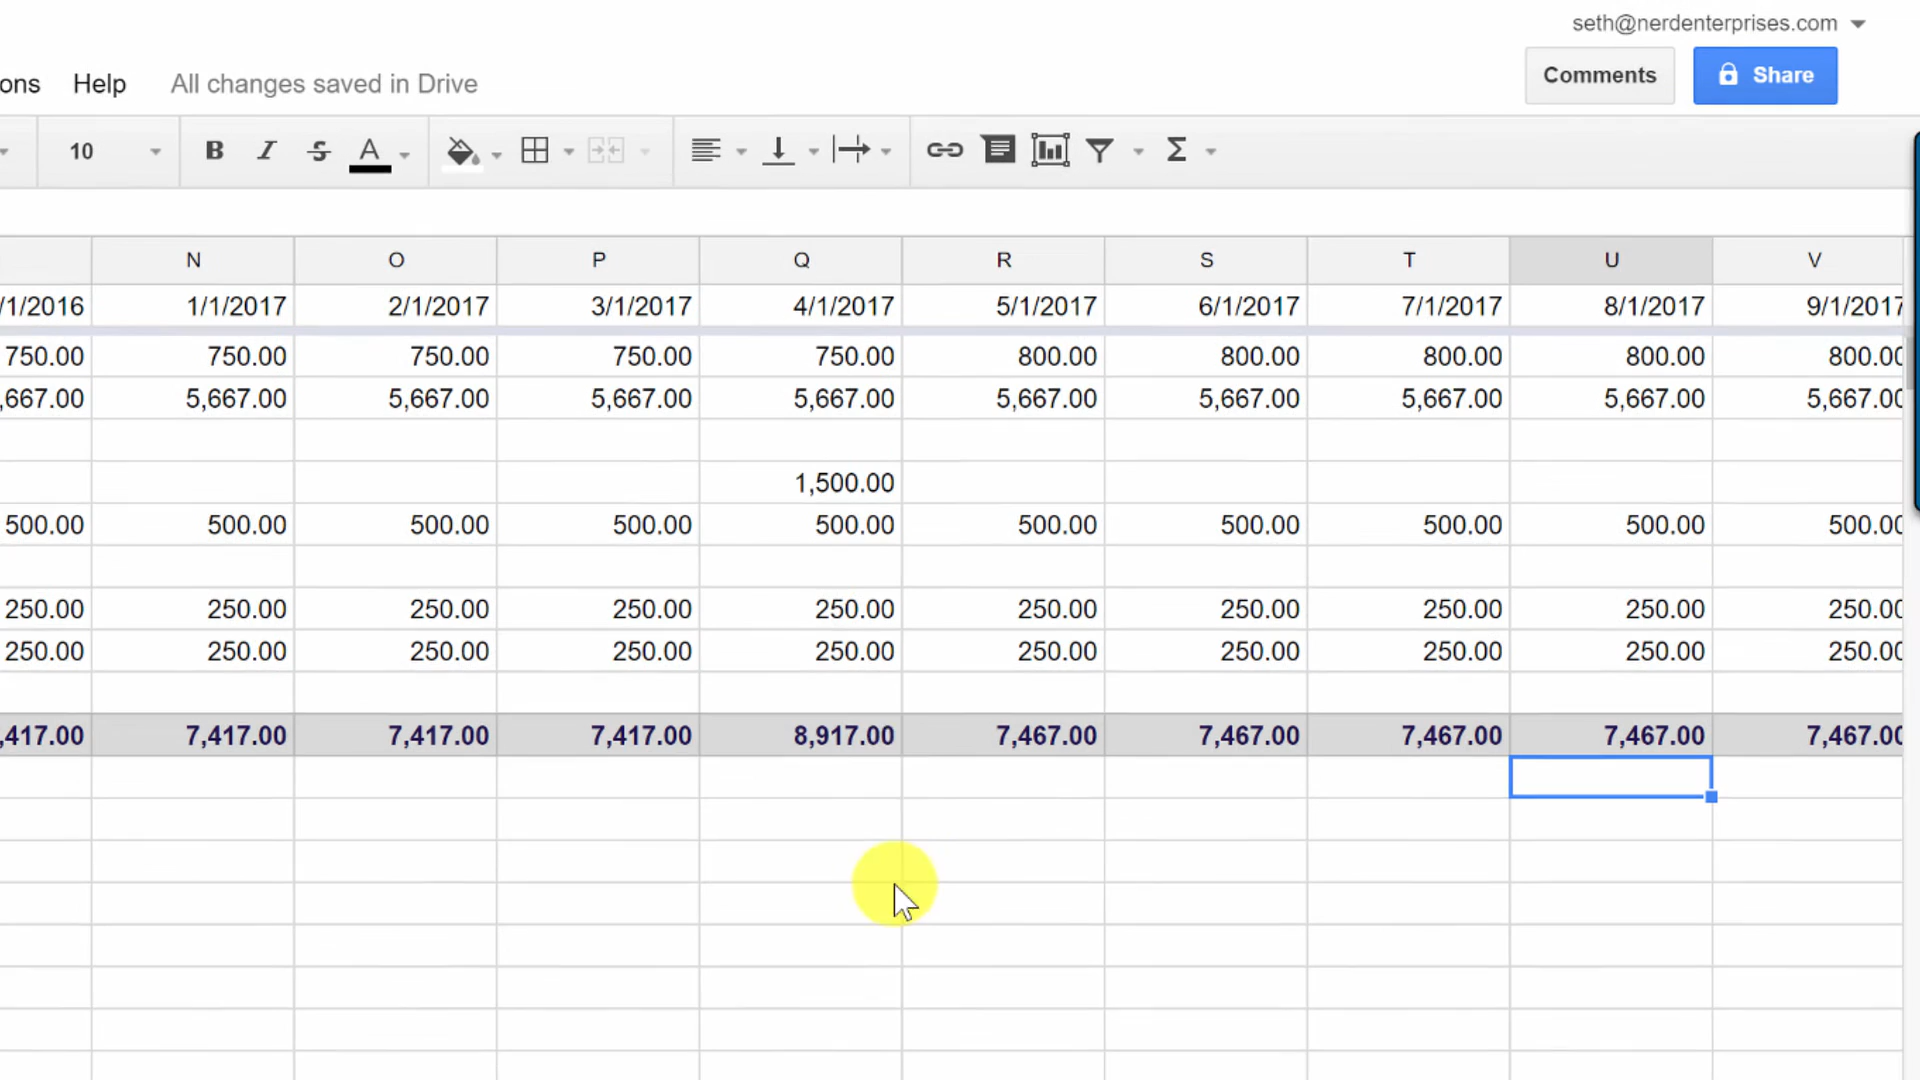 seth@nerdenterprises.com
ons Help All changes saved in Drive Comments Share
10 B I S A Σ
N O P Q R S T U V
/1/2016 1/1/2017 2/1/2017 3/1/2017 4/1/2017 5/1/2017 6/1/2017 7/1/2017 8/1/2017 9/1/2017
750.00 750.00 750.00 750.00 750.00 800.00 800.00 800.00 800.00 800.00
,667.00 5,667.00 5,667.00 5,667.00 5,667.00 5,667.00 5,667.00 5,667.00 5,667.00 5,667.00
1,500.00
500.00 500.00 500.00 500.00 500.00 500.00 500.00 500.00 500.00 500.00
250.00 250.00 250.00 250.00 250.00 250.00 250.00 250.00 250.00 250.00
250.00 250.00 250.00 250.00 250.00 250.00 250.00 250.00 250.00 250.00
,417.00 7,417.00 7,417.00 7,417.00 8,917.00 7,467.00 7,467.00 7,467.00 7,467.00 7,467.00